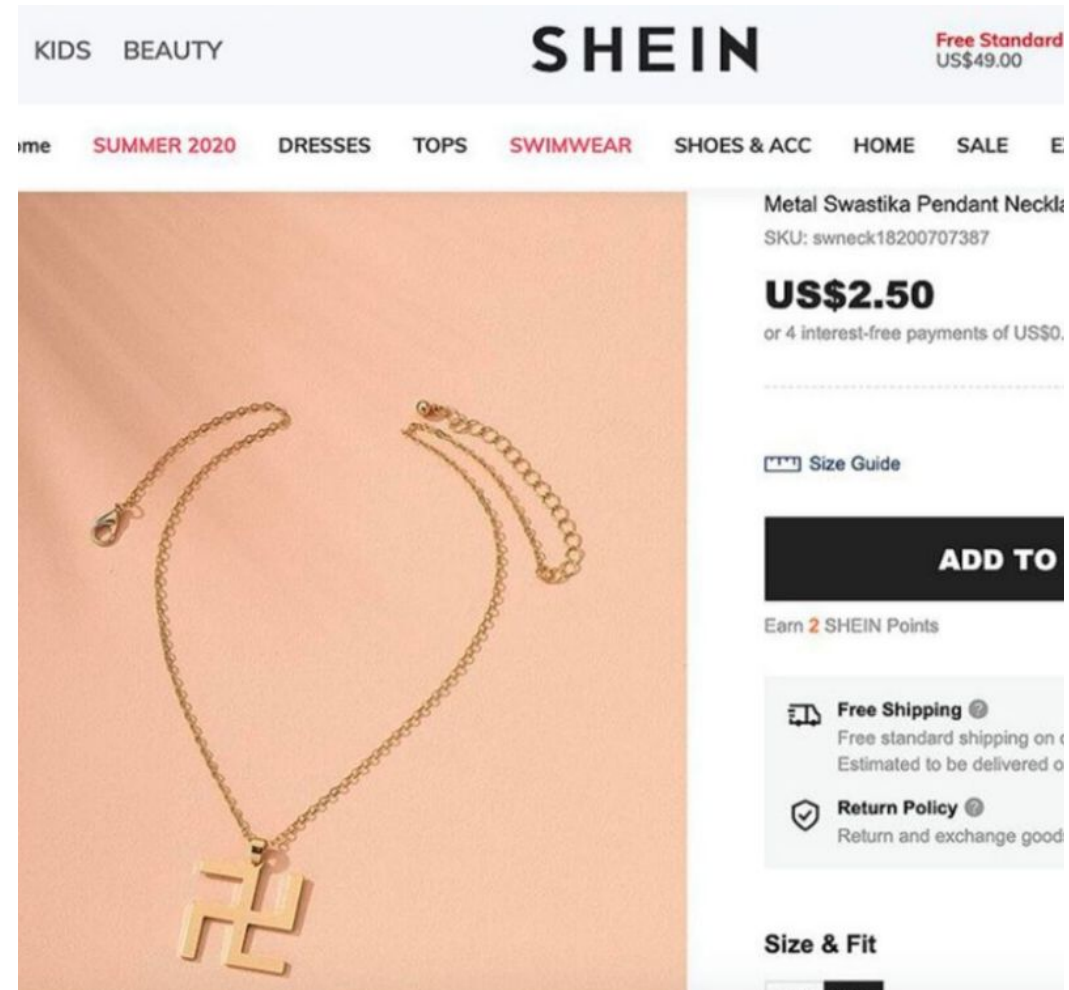 KIDS BEAUTY SHEIN Free Standard
US$49.00
SUMMER 2020 DRESSES TOPS SWIMWEAR SHOES & ACC HOME SALE
Metal Swastika Pendant
SKU: swneck18200707387
US$2.50
or 4 interest-free payments of US$0.
Size Guide
ADD TO
Earn 2 SHEIN Points
Free Shipping
Free standard shipping on
Estimated to be delivered
Return Policy
Return and exchange
Size & Fit